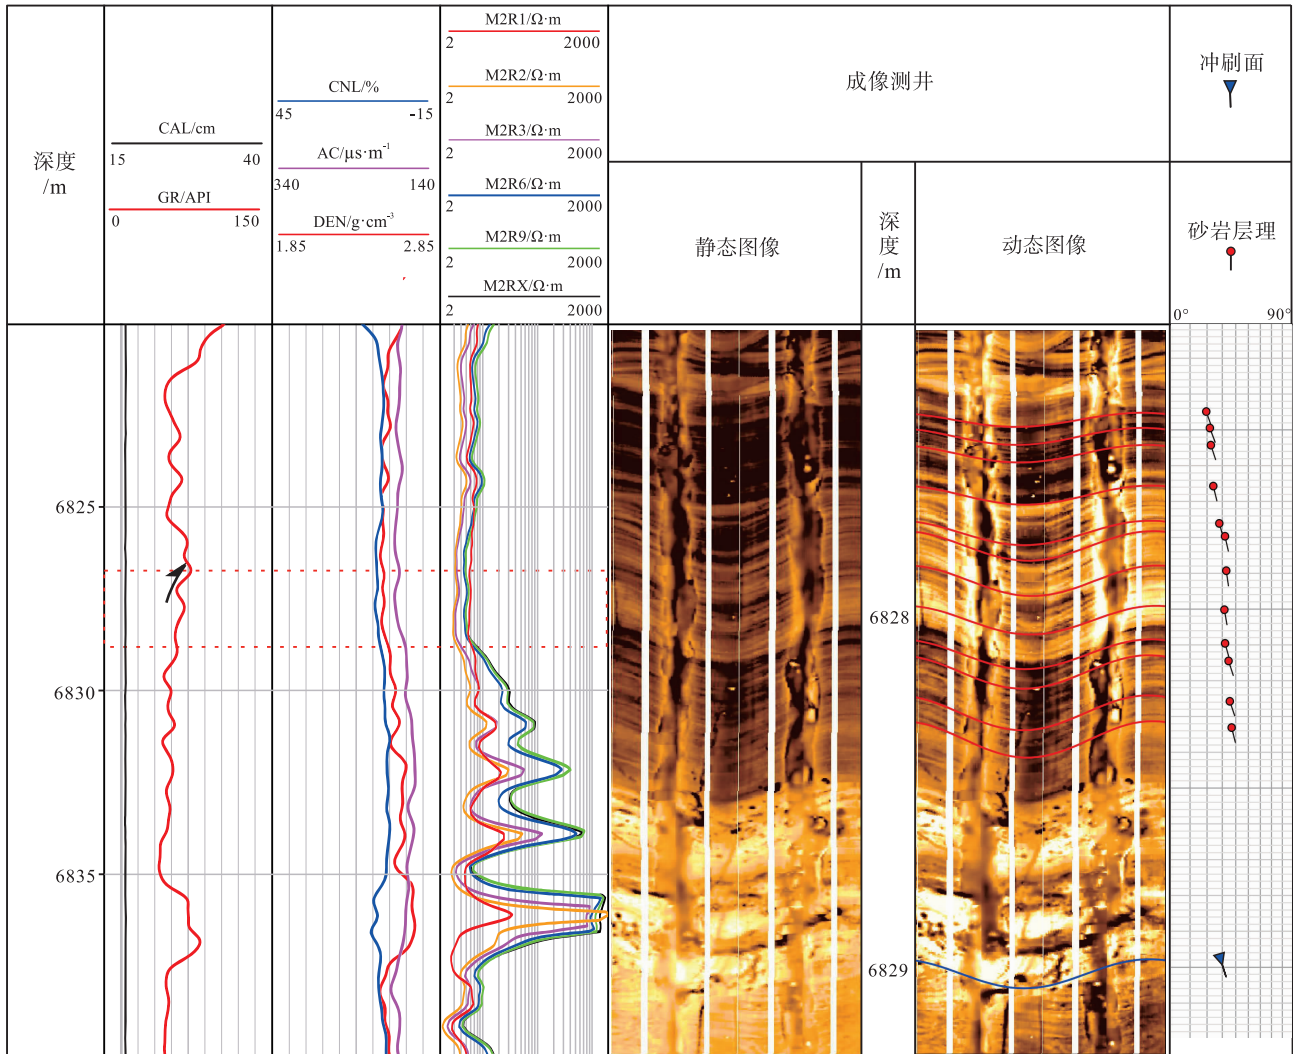 深度
/m
CAL/cm
15 40
GR/API
0 150
CNL/%
45 -15
AC/μs·m⁻¹
340 140
DEN/g·cm⁻³
1.85 2.85
M2R1/Ω·m
2 2000
M2R2/Ω·m
2 2000
M2R3/Ω·m
2 2000
M2R6/Ω·m
2 2000
M2R9/Ω·m
2 2000
M2RX/Ω·m
2 2000
成像测井
静态图像
深度
/m
动态图像
冲刷面
砂岩层理
0° 90°
6825
6830
6835
6828
6829